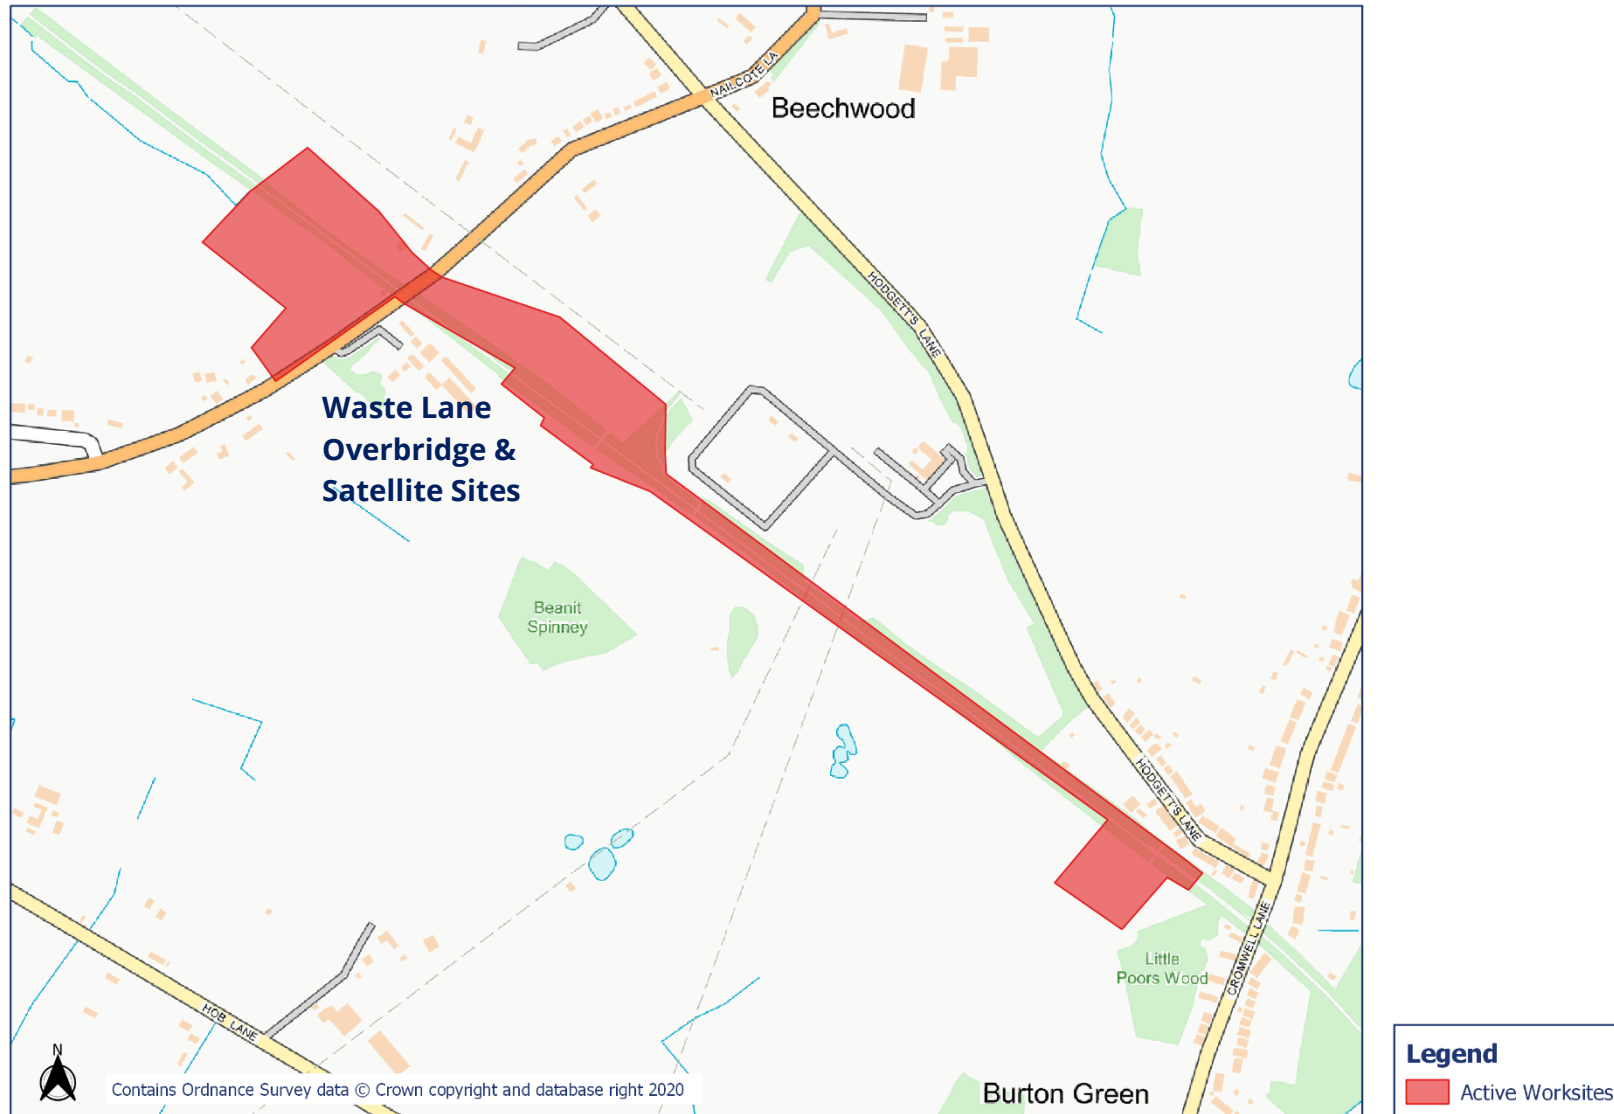 NAILCOTE LA
Beechwood
HODGETT'S LANE
Waste Lane
Overbridge &
Satellite Sites
Beanit
Spinney
HODGETT'S LANE
CROMWELL LANE
Little
Poors Wood
HOB LANE
N
Contains Ordnance Survey data © Crown copyright and database right 2020
Burton Green
Legend
Active Worksites